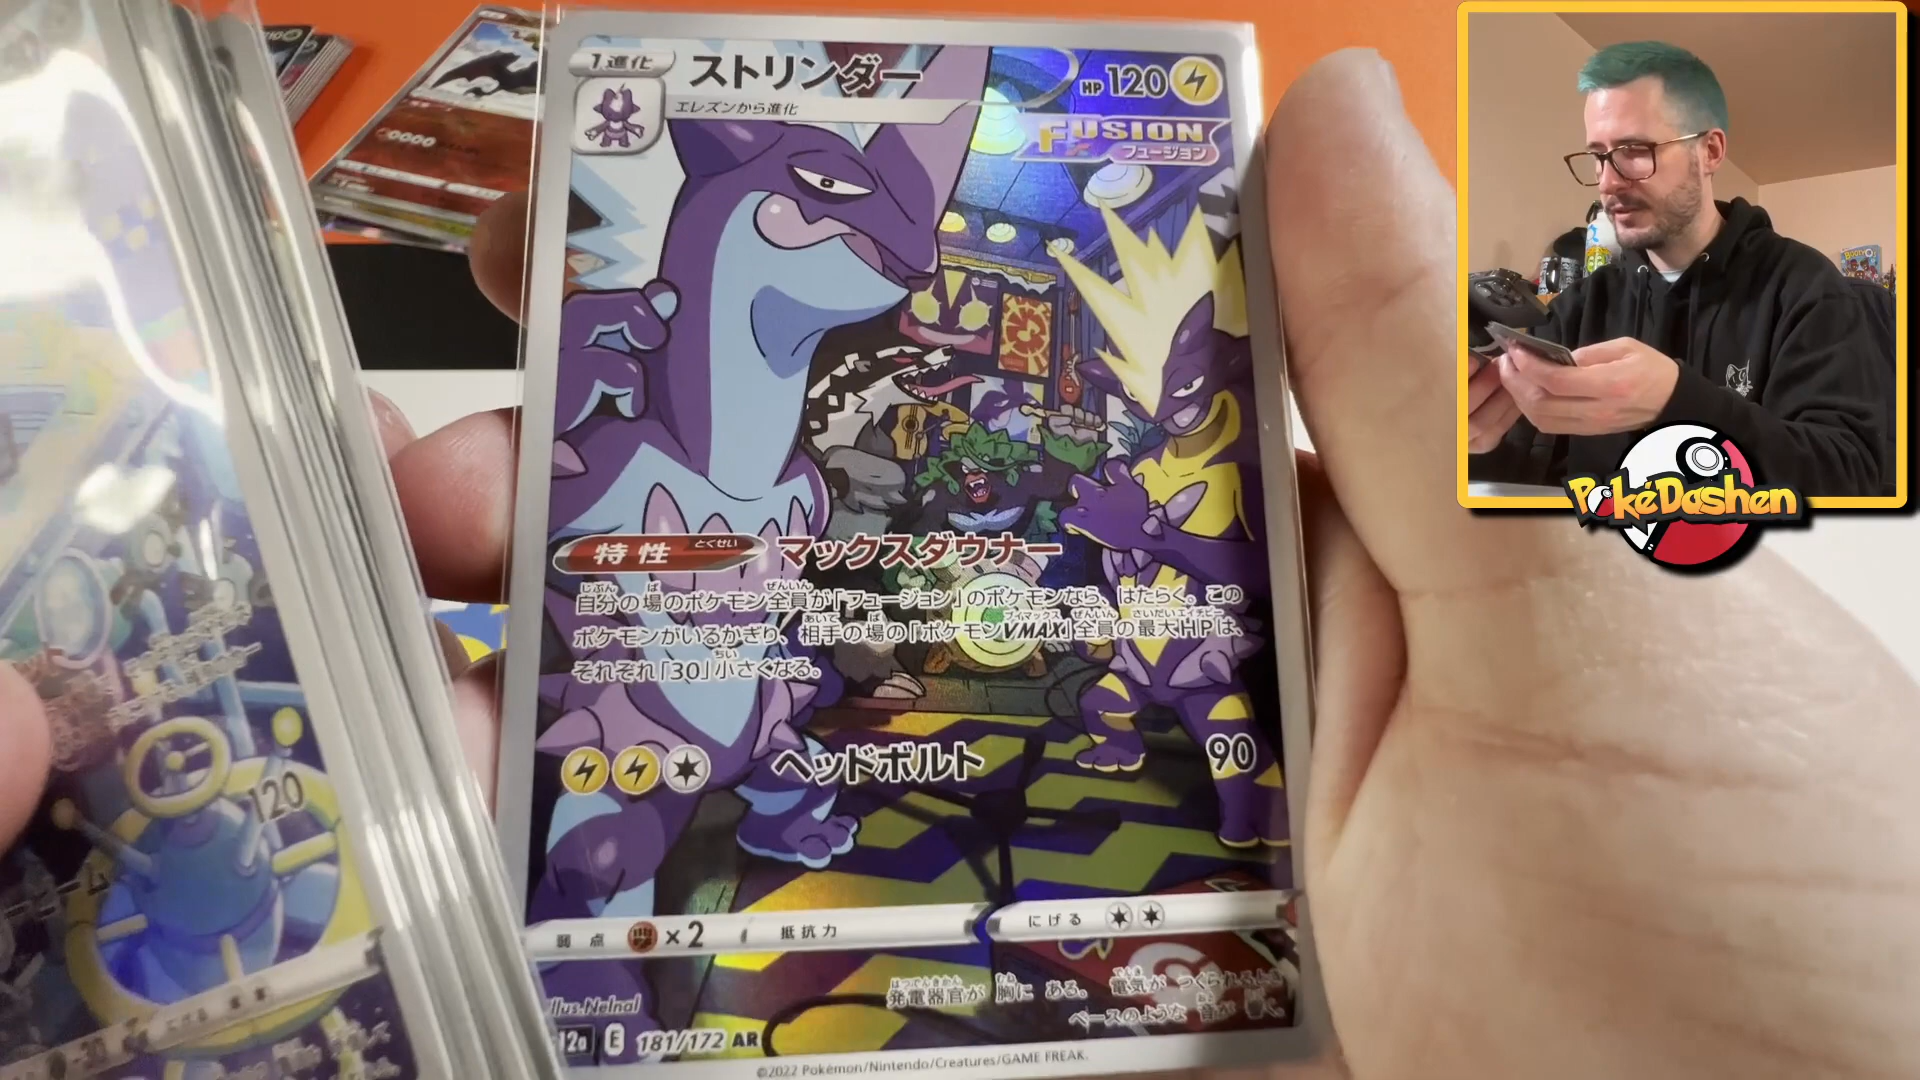 1進化
ストリンダー
HP 120
エレズンから進化
FUSION
フュージョン
特性
とくせい
マックスダウナー
自分の場のポケモン全員が「フュージョン」のポケモンなら、はたらく。この
ポケモンがいるかぎり、相手の場の「ポケモンVMAX」全員の最大HPは、
それぞれ「30」小さくなる。
ヘッドボルト
90
弱点
×2
抵抗力
にげる
発電器官が 胸に ある。 電気が つくられるとき
ベースのような 音が 響く。
Illus. Nelnal
E
181/172 AR
©2022 Pokémon/Nintendo/Creatures/GAME FREAK.
120
-30
PokéDashen